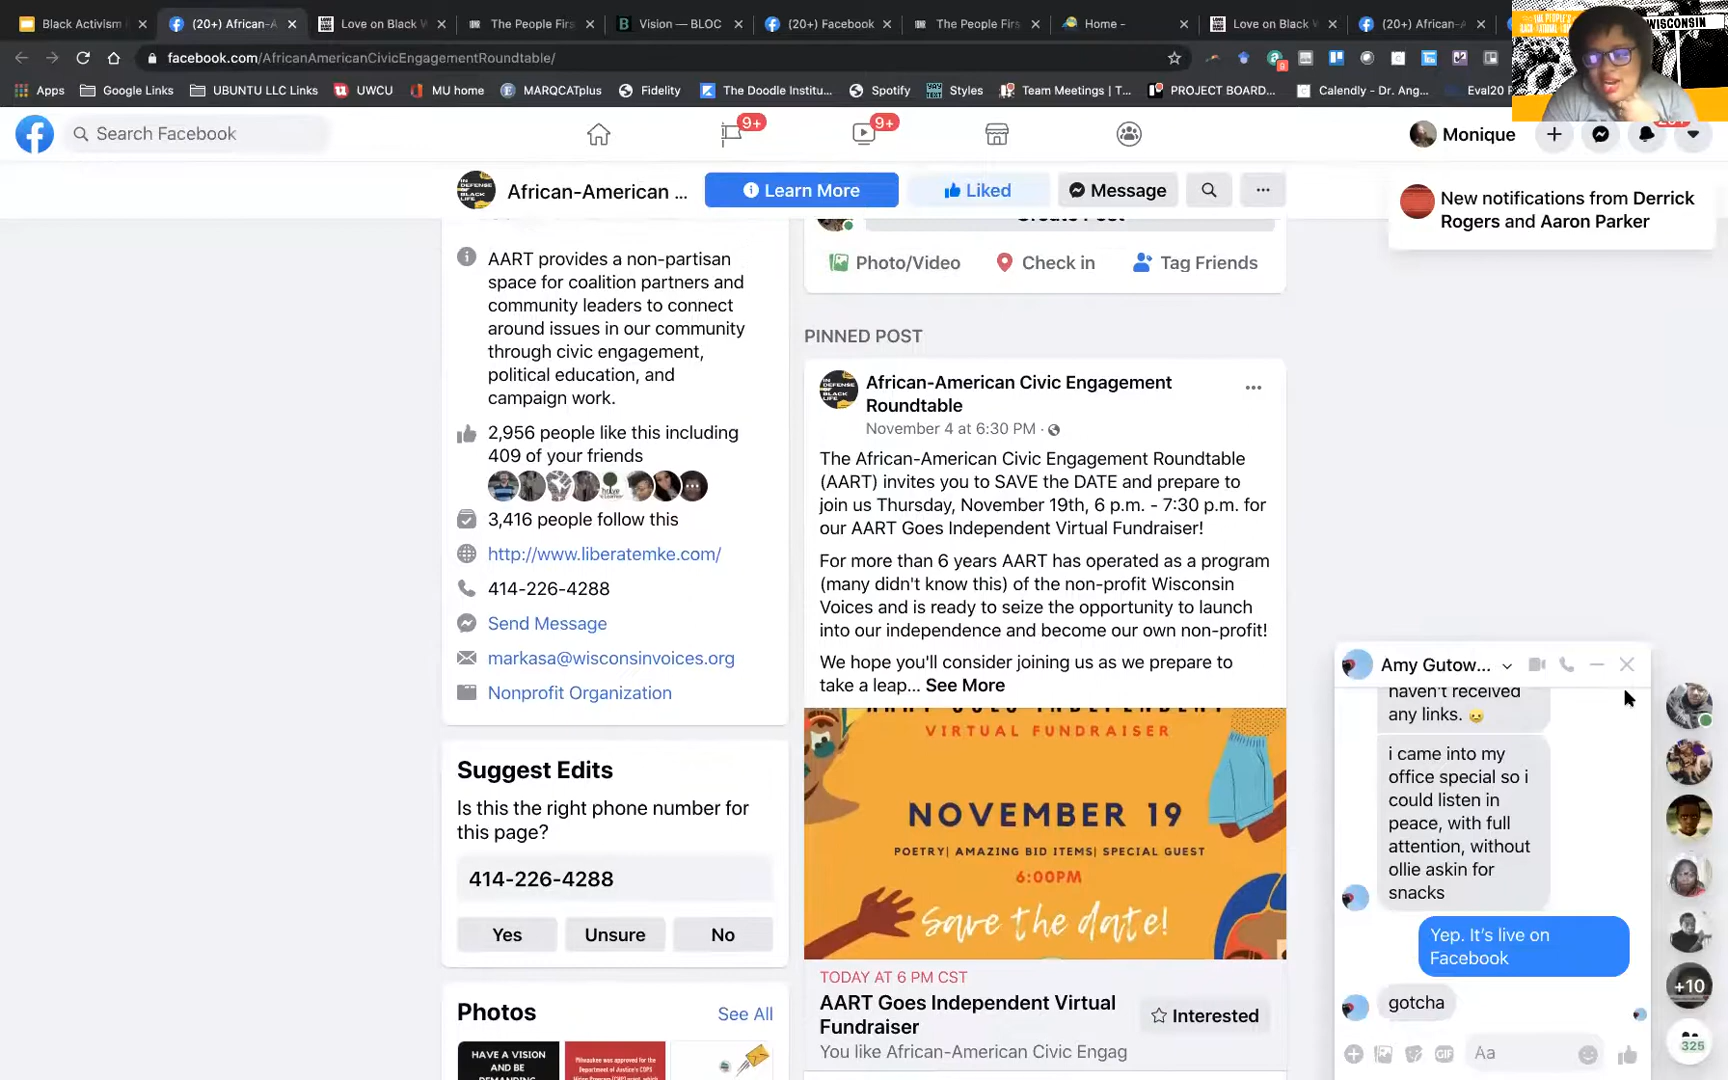 Black Activism
(20+) African-A
Love on Black W
The People Firs
Vision — BLOC
(20+) Facebook
The People Firs
Home -
Love on Black W
(20+) African-A
WISCONSIN
facebook.com/AfricanAmericanCivicEngagementRoundtable/
Apps
Google Links
UBUNTU LLC Links
UWCU
MU home
MARQCATplus
Fidelity
The Doodle Institu...
Spotify
Styles
Team Meetings | T...
PROJECT BOARD...
Calendly - Dr. Ang...
Eval20
Search Facebook
9+
9+
Monique
African-American ...
Learn More
Liked
Message
New notifications from Derrick
Rogers and Aaron Parker
AART provides a non-partisan
space for coalition partners and
community leaders to connect
around issues in our community
through civic engagement,
political education, and
campaign work.
2,956 people like this including
409 of your friends
3,416 people follow this
http://www.liberatemke.com/
414-226-4288
Send Message
markasa@wisconsinvoices.org
Nonprofit Organization
Suggest Edits
Is this the right phone number for
this page?
414-226-4288
Yes
Unsure
No
Photos
See All
HAVE A VISION
AND BE
Create Post
Photo/Video
Check in
Tag Friends
PINNED POST
African-American Civic Engagement
Roundtable
November 4 at 6:30 PM ·
The African-American Civic Engagement Roundtable
(AART) invites you to SAVE the DATE and prepare to
join us Thursday, November 19th, 6 p.m. - 7:30 p.m. for
our AART Goes Independent Virtual Fundraiser!
For more than 6 years AART has operated as a program
(many didn't know this) of the non-profit Wisconsin
Voices and is ready to seize the opportunity to launch
into our independence and become our own non-profit!
We hope you'll consider joining us as we prepare to
take a leap... See More
AART GOES INDEPENDENT
VIRTUAL FUNDRAISER
NOVEMBER 19
POETRY| AMAZING BID ITEMS| SPECIAL GUEST
6:00PM
Save the date!
TODAY AT 6 PM CST
AART Goes Independent Virtual
Fundraiser
Interested
You like African-American Civic Engag
Amy Gutow...
haven't received
any links. 😢
i came into my
office special so i
could listen in
peace, with full
attention, without
ollie askin for
snacks
Yep. It's live on
Facebook
gotcha
GIF
Aa
+10
325